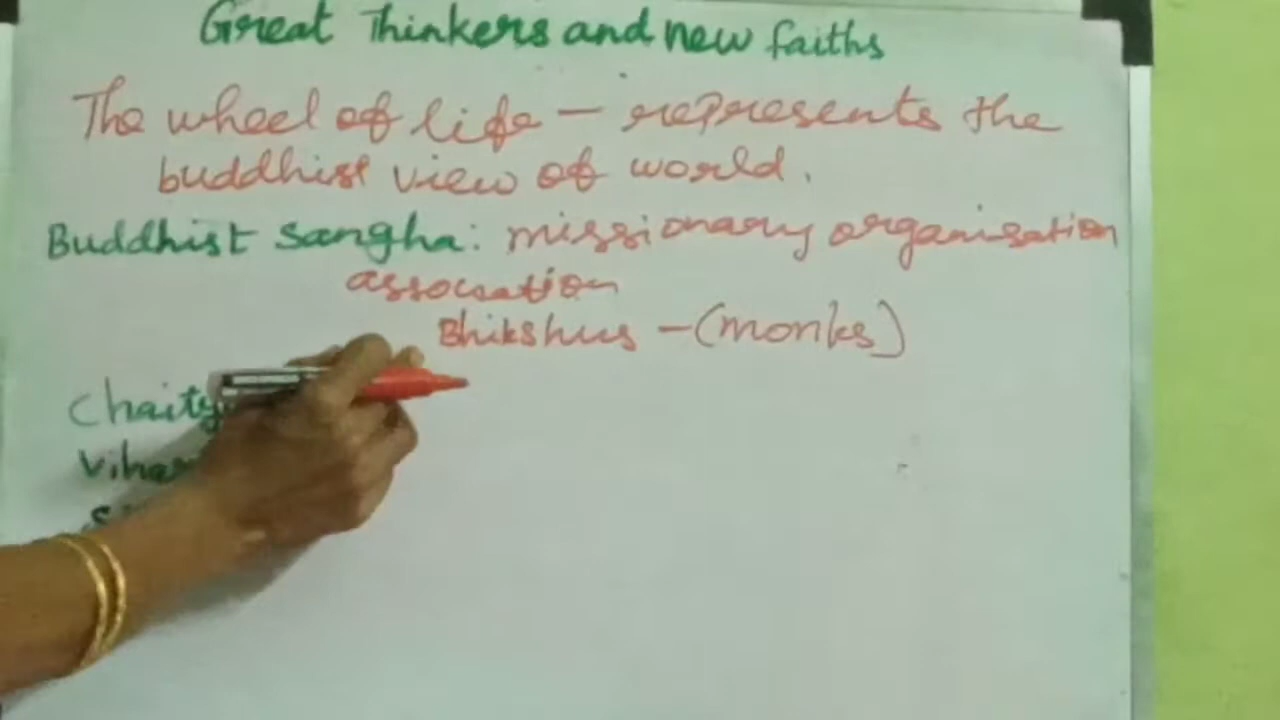 Great Thinkers and new faiths
The wheel of life – represents the
buddhist view of world.
Buddhist Sangha: missionary organisation
association
Bhikshus – (monks)